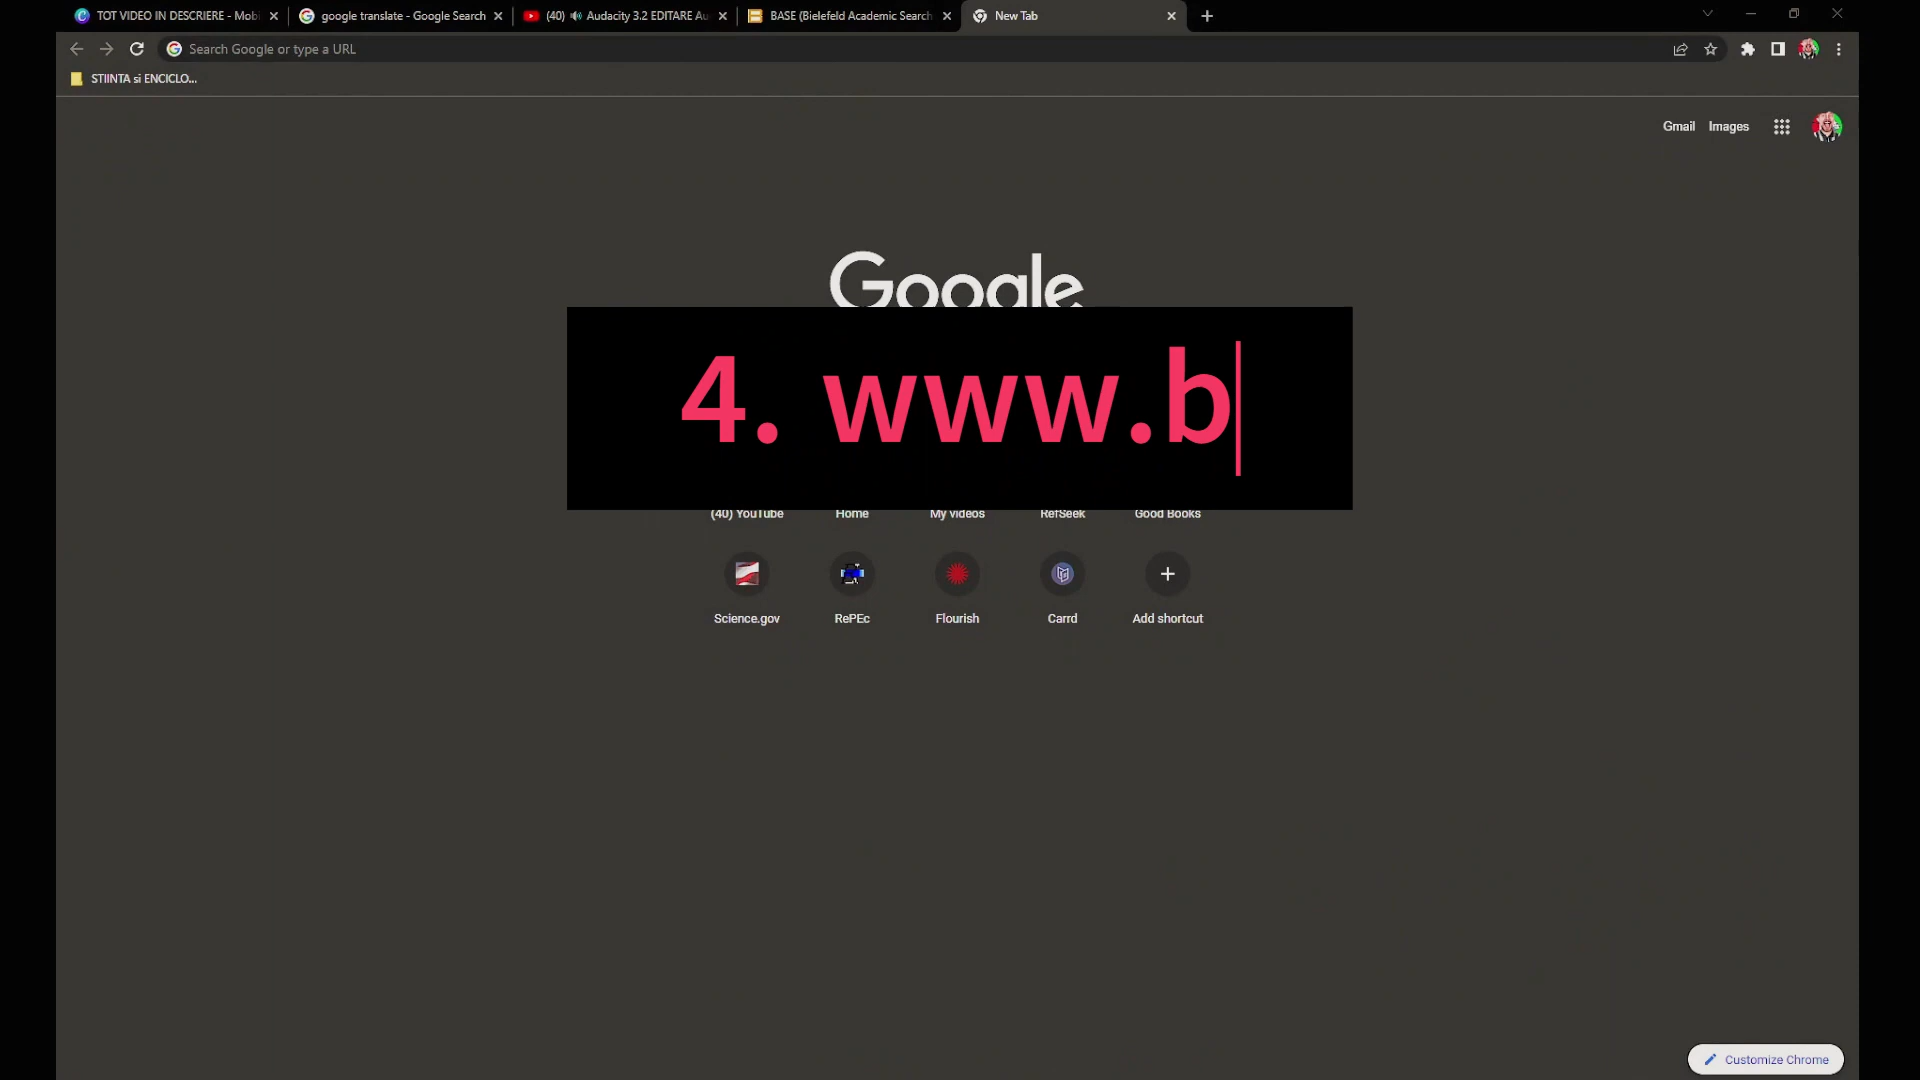 TOT VIDEO IN DESCRIERE - Mobi
google translate - Google Search
(40) Audacity 3.2 EDITARE Au
BASE (Bielefeld Academic Search
New Tab
Search Google or type a URL
STIINTA si ENCICLO...
Gmail Images
Google
4. www.b
(40) YouTube Home My videos RefSeek Good Books
Science.gov RePEc Flourish Carrd Add shortcut
Customize Chrome